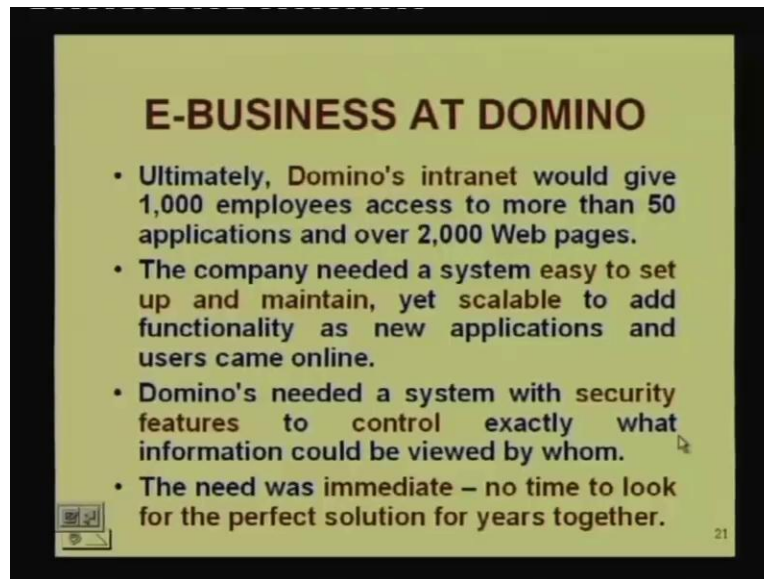 E-BUSINESS AT DOMINO
• Ultimately, Domino's intranet would give
1,000 employees access to more than 50
applications and over 2,000 Web pages.
• The company needed a system easy to set
up and maintain, yet scalable to add
functionality as new applications and
users came online.
• Domino's needed a system with security
features to control exactly what
information could be viewed by whom.
• The need was immediate – no time to look
for the perfect solution for years together.
21